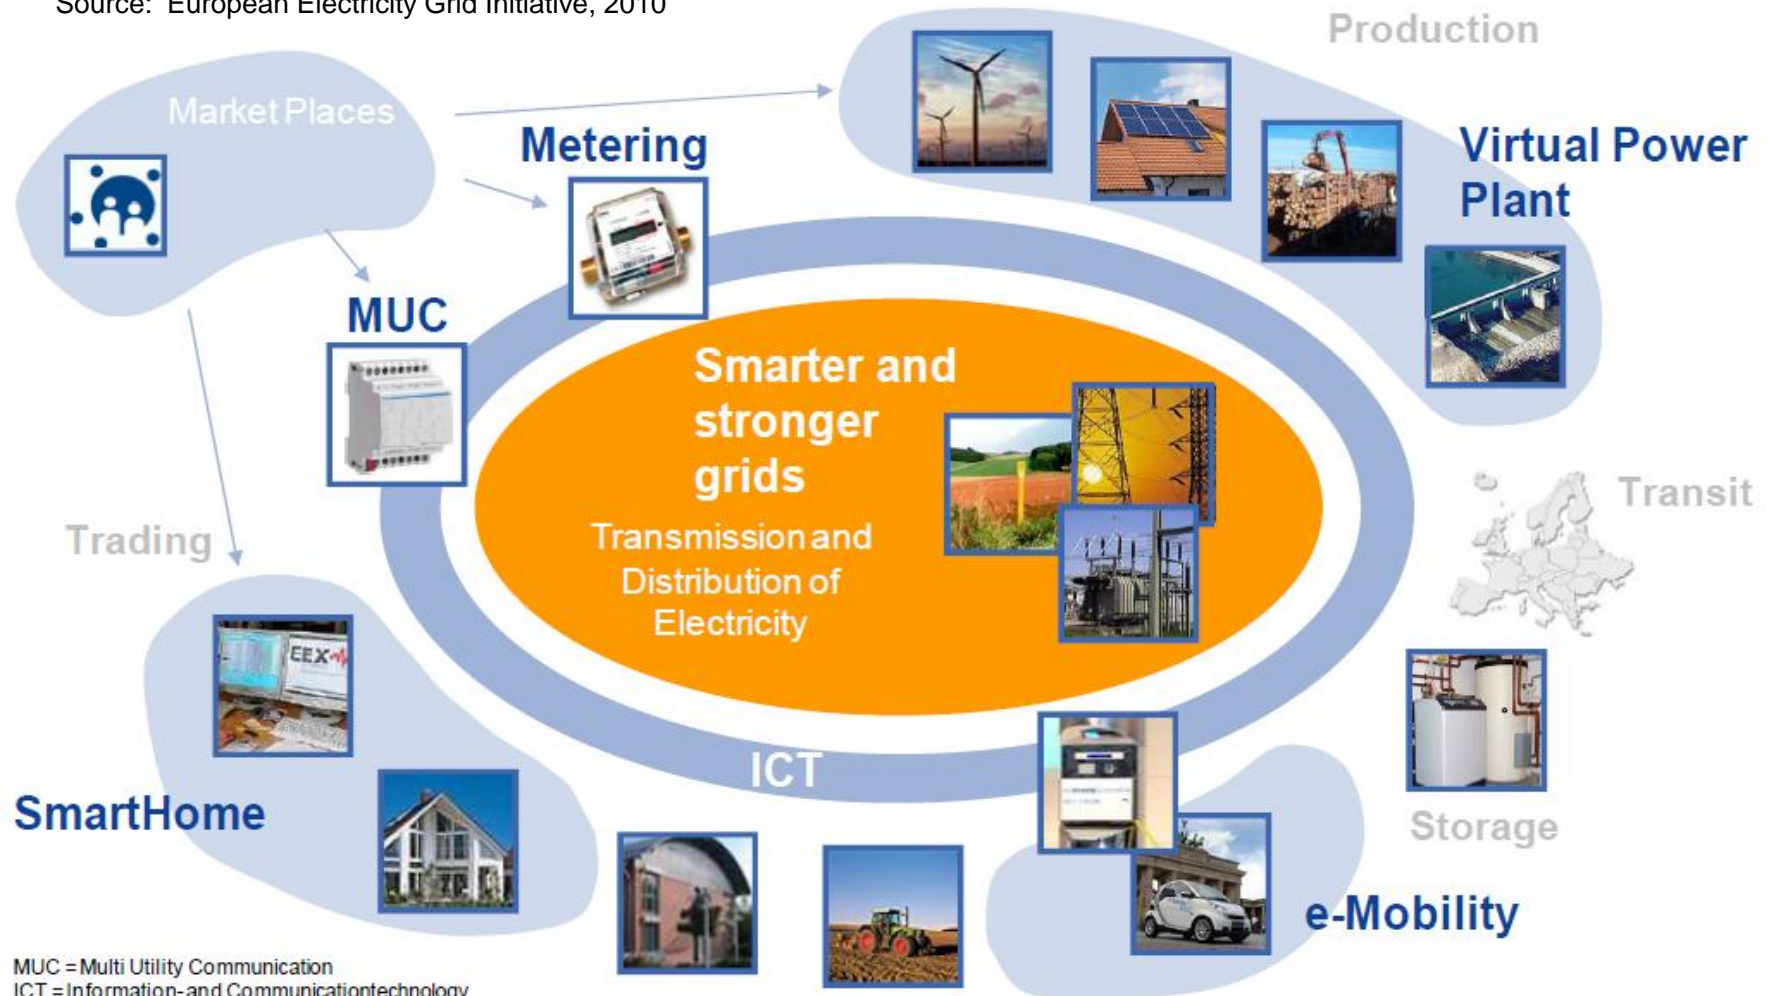 Source: European Electricity Grid Initiative, 2010
Production
Market Places
Metering
Virtual Power
Plant
MUC
Smarter and
stronger
grids
Transmission and
Distribution of
Electricity
Transit
Trading
EEX
ICT
SmartHome
Storage
e-Mobility
MUC = Multi Utility Communication
ICT = Information- and Communicationtechnology